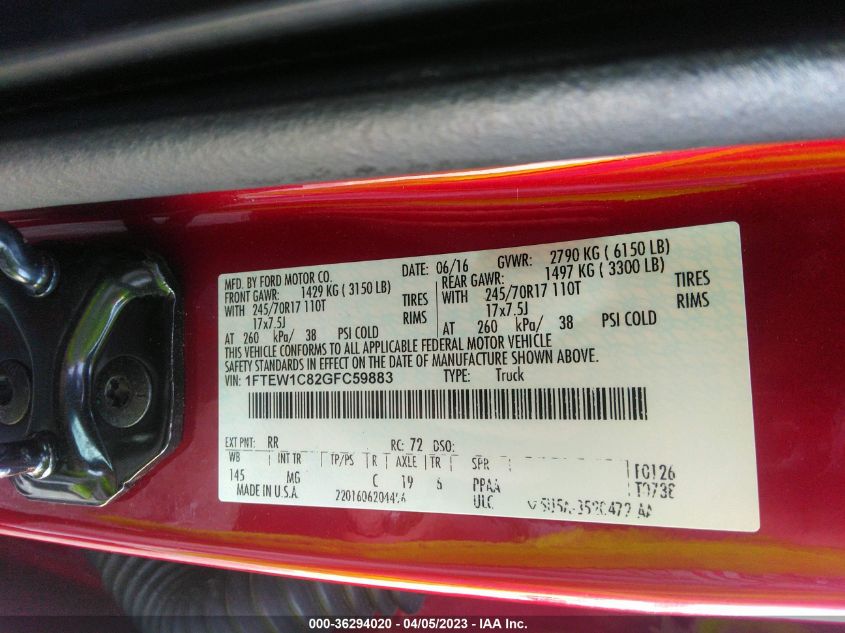 MFD. BY FORD MOTOR CO.
DATE: 06/16 GVWR: 2790 KG ( 6150 LB)
FRONT GAWR: 1429 KG ( 3150 LB) REAR GAWR: 1497 KG ( 3300 LB)
WITH 245/70R17 110T TIRES WITH 245/70R17 110T TIRES
17x7.5J RIMS 17x7.5J RIMS
AT 260 kPa/ 38 PSI COLD AT 260 kPa/ 38 PSI COLD
THIS VEHICLE CONFORMS TO ALL APPLICABLE FEDERAL MOTOR VEHICLE
SAFETY STANDARDS IN EFFECT ON THE DATE OF MANUFACTURE SHOWN ABOVE.
VIN: 1FTEW1C82GFC59883 TYPE: Truck
EXT PNT: RR RC: 72 DSO:
WB INT TR TP/PS R AXLE TR SPR
145 MG C 19 6 PPAA
MADE IN U.S.A. ULC
000-36294020 - 04/05/2023 - IAA Inc.